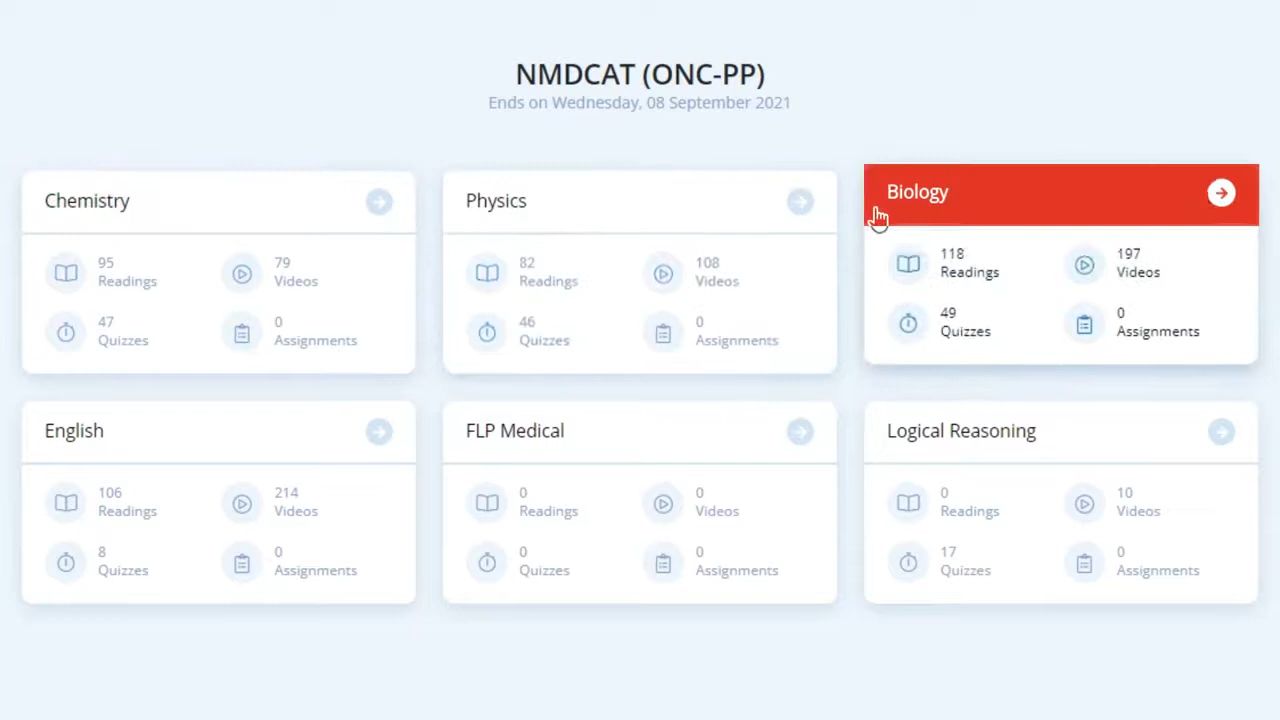 NMDCAT (ONC-PP)
Ends on Wednesday, 08 September 2021
Chemistry
95
Readings
79
Videos
47
Quizzes
0
Assignments
Physics
82
Readings
108
Videos
46
Quizzes
0
Assignments
Biology
118
Readings
197
Videos
49
Quizzes
0
Assignments
English
106
Readings
214
Videos
8
Quizzes
0
Assignments
FLP Medical
0
Readings
0
Videos
0
Quizzes
0
Assignments
Logical Reasoning
0
Readings
10
Videos
17
Quizzes
0
Assignments